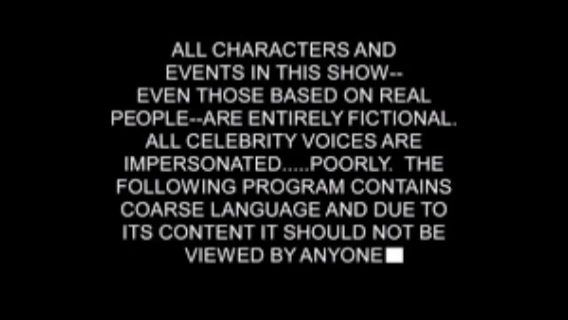 ALL CHARACTERS AND
EVENTS IN THIS SHOW--
EVEN THOSE BASED ON REAL
PEOPLE--ARE ENTIRELY FICTIONAL.
ALL CELEBRITY VOICES ARE
IMPERSONATED.....POORLY. THE
FOLLOWING PROGRAM CONTAINS
COARSE LANGUAGE AND DUE TO
ITS CONTENT IT SHOULD NOT BE
VIEWED BY ANYONE